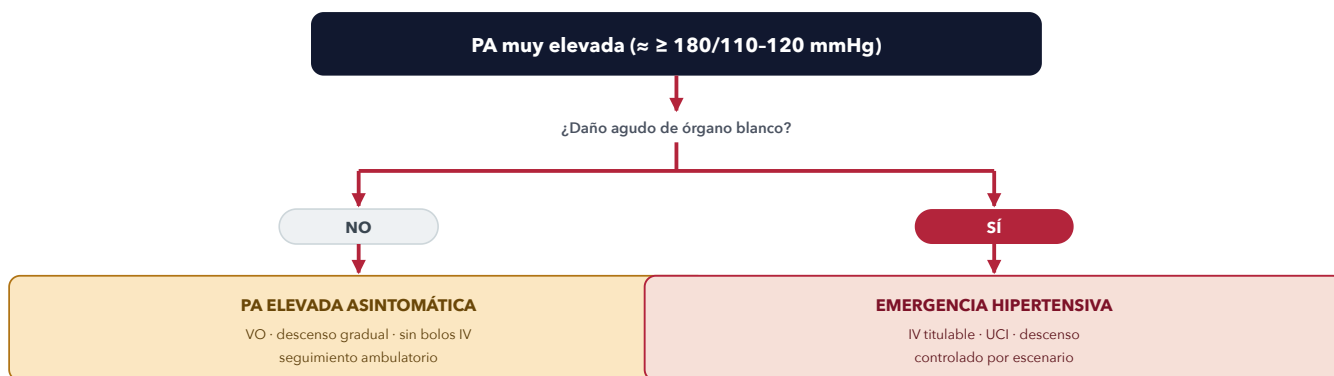 PA muy elevada (≈ ≥ 180/110–120 mmHg)
¿Daño agudo de órgano blanco?
NO
SÍ
PA ELEVADA ASINTOMÁTICA
VO · descenso gradual · sin bolos IV
seguimiento ambulatorio
EMERGENCIA HIPERTENSIVA
IV titulable · UCI · descenso
controlado por escenario